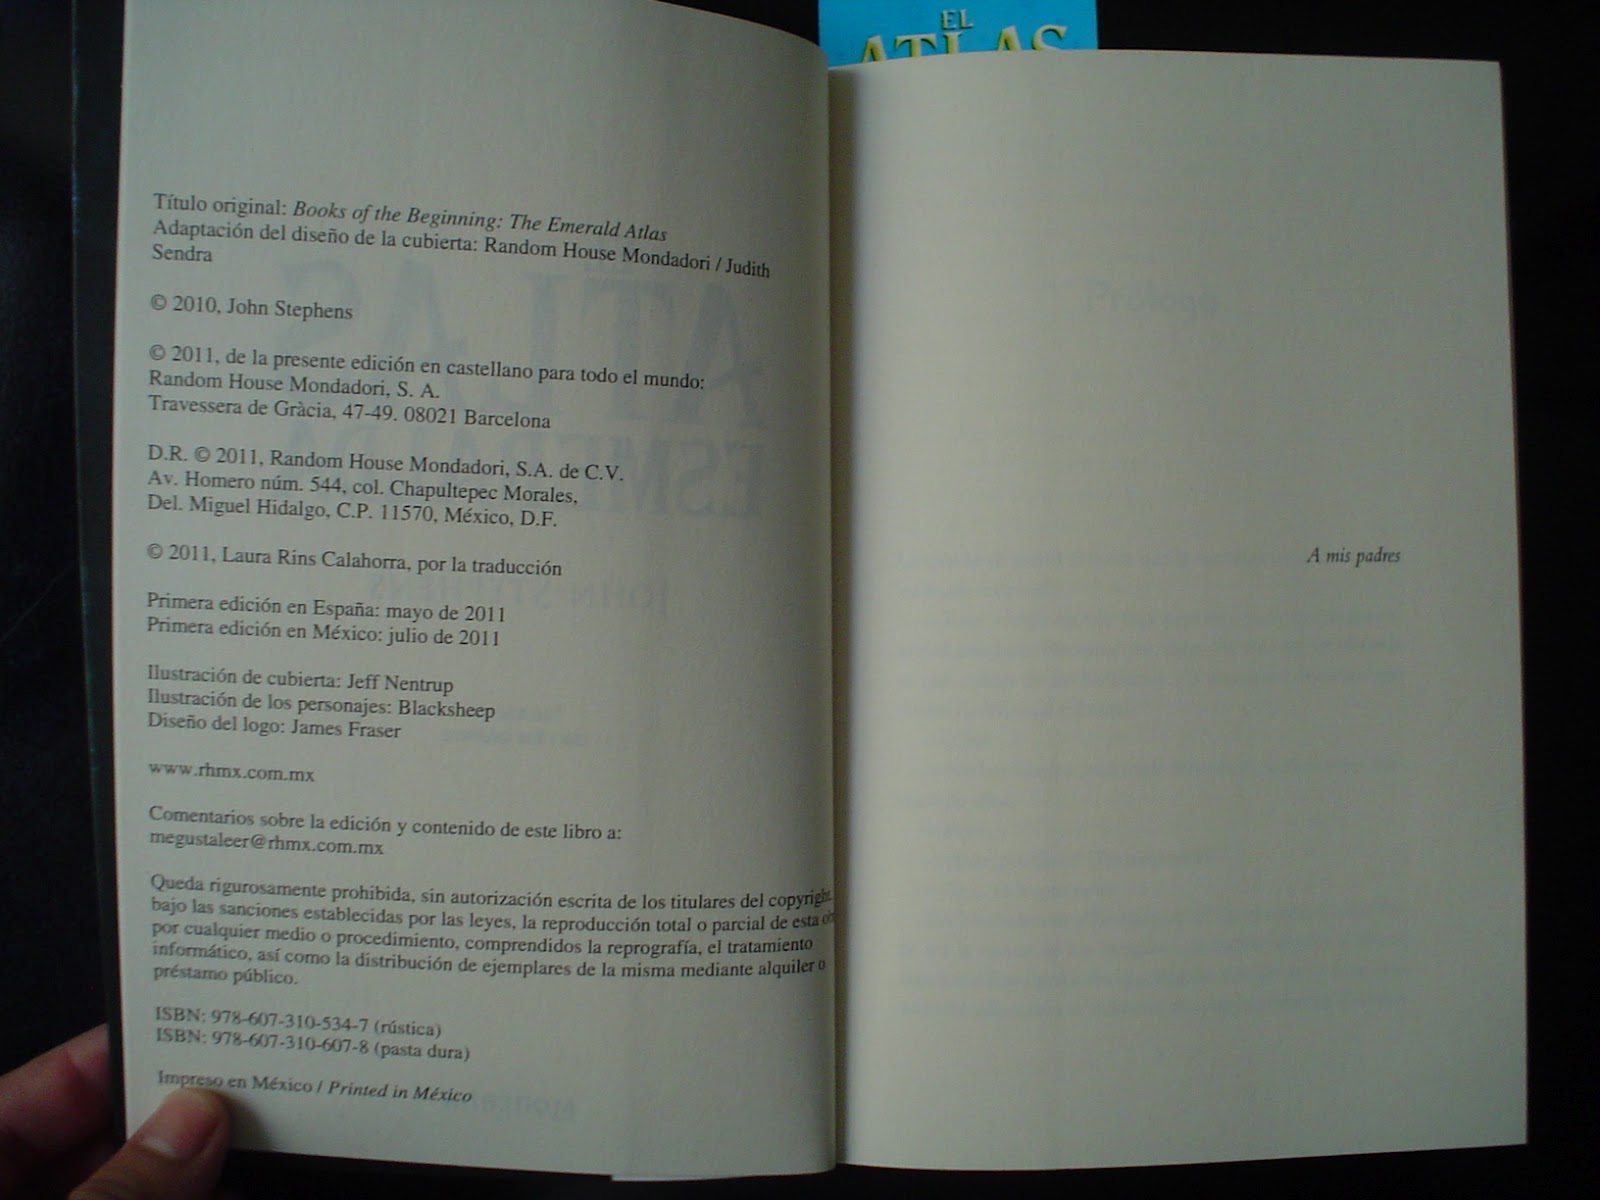 EL
ATLAS
Título original: Books of the Beginning: The Emerald Atlas
Adaptación del diseño de la cubierta: Random House Mondadori / Judith
Sendra
© 2010, John Stephens
© 2011, de la presente edición en castellano para todo el mundo:
Random House Mondadori, S. A.
Travessera de Gràcia, 47-49. 08021 Barcelona
D.R. © 2011, Random House Mondadori, S.A. de C.V.
Av. Homero núm. 544, col. Chapultepec Morales,
Del. Miguel Hidalgo, C.P. 11570, México, D.F.
© 2011, Laura Rins Calahorra, por la traducción
Primera edición en España: mayo de 2011
Primera edición en México: julio de 2011
Ilustración de cubierta: Jeff Nentrup
Ilustración de los personajes: Blacksheep
Diseño del logo: James Fraser
www.rhmx.com.mx
Comentarios sobre la edición y contenido de este libro a:
megustaleer@rhmx.com.mx
Queda rigurosamente prohibida, sin autorización escrita de los titulares del copyright,
bajo las sanciones establecidas por las leyes, la reproducción total o parcial de esta
por cualquier medio o procedimiento, comprendidos la reprografía, el tratamiento
informático, así como la distribución de ejemplares de la misma mediante alquiler o
préstamo público.
ISBN: 978-607-310-534-7 (rústica)
ISBN: 978-607-310-607-8 (pasta dura)
Impreso en México / Printed in México
A mis padres